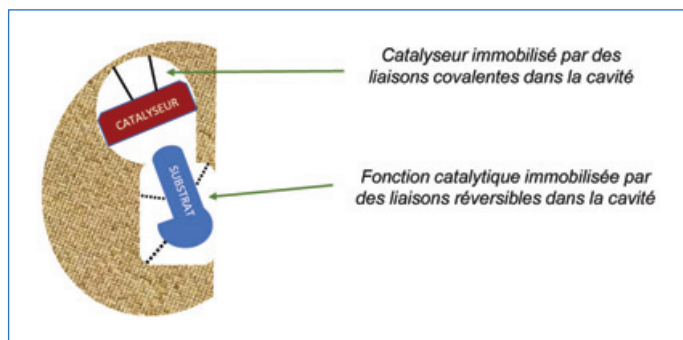 Catalyseur immobilisé par des
liaisons covalentes dans la cavité
CATALYSEUR
SUBSTRAT
Fonction catalytique immobilisée par
des liaisons réversibles dans la cavité